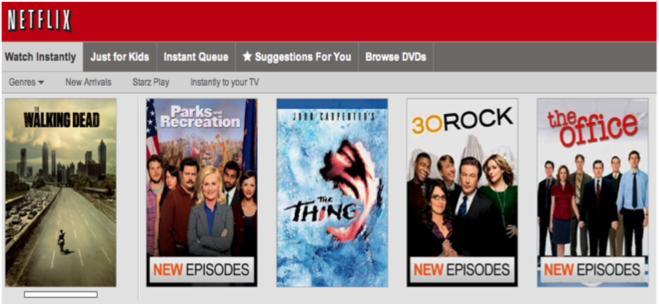 NETFLIX
Watch Instantly Just for Kids Instant Queue ★ Suggestions For You Browse DVDs
Genres New Arrivals Starz Play Instantly to your TV
THE
WALKING DEAD
Parks and
Recreation
NEW EPISODES
JOHN CARPENTER'S
THE
THING
30ROCK
NEW EPISODES
the
office
NEW EPISODES